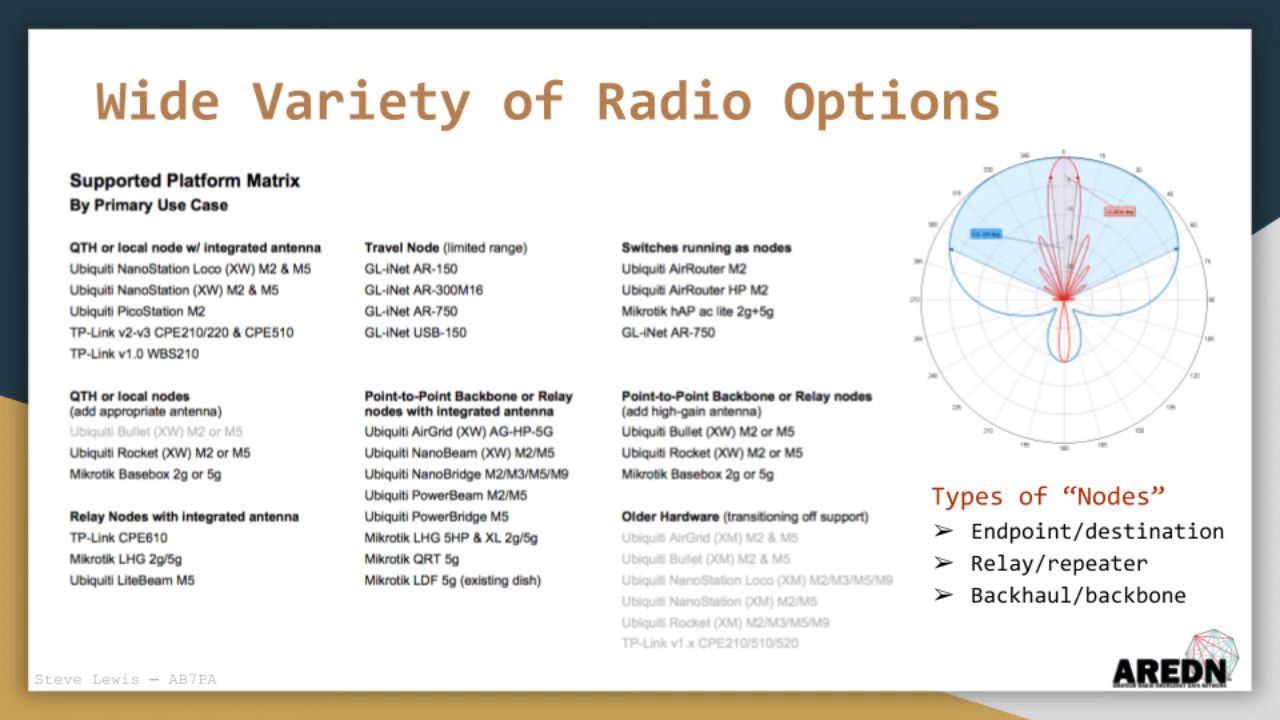 Wide Variety of Radio Options
Supported Platform Matrix
By Primary Use Case
QTH or local node w/ integrated antenna
Ubiquiti NanoStation Loco (XW) M2 & M5
Ubiquiti NanoStation (XW) M2 & M5
Ubiquiti PicoStation M2
TP-Link v2-v3 CPE210/220 & CPE510
TP-Link v1.0 WBS210
Travel Node (limited range)
GL-iNet AR-150
GL-iNet AR-300M16
GL-iNet AR-750
GL-iNet USB-150
Switches running as nodes
Ubiquiti AirRouter M2
Ubiquiti AirRouter HP M2
Mikrotik hAP ac lite 2g+5g
GL-iNet AR-750
QTH or local nodes
(add appropriate antenna)
Ubiquiti Bullet (XW) M2 or M5
Ubiquiti Rocket (XW) M2 or M5
Mikrotik Basebox 2g or 5g
Relay Nodes with integrated antenna
TP-Link CPE610
Mikrotik LHG 2g/5g
Ubiquiti LiteBeam M5
Point-to-Point Backbone or Relay
nodes with integrated antenna
Ubiquiti AirGrid (XW) AG-HP-5G
Ubiquiti NanoBeam (XW) M2/M5
Ubiquiti NanoBridge M2/M3/M5/M9
Ubiquiti PowerBeam M2/M5
Ubiquiti PowerBridge M5
Mikrotik LHG 5HP & XL 2g/5g
Mikrotik QRT 5g
Mikrotik LDF 5g (existing dish)
Point-to-Point Backbone or Relay nodes
(add high-gain antenna)
Ubiquiti Bullet (XW) M2 or M5
Ubiquiti Rocket (XW) M2 or M5
Mikrotik Basebox 2g or 5g
Older Hardware (transitioning off support)
Ubiquiti AirGrid (XM) M2 & M5
Ubiquiti Bullet (XM) M2 & M5
Ubiquiti NanoStation Loco (XM) M2/M3/M5/M9
Ubiquiti NanoStation (XM) M2/M5
Ubiquiti Rocket (XM) M2/M3/M5/M9
TP-Link v1.x CPE210/510/520
Types of “Nodes”
➢ Endpoint/destination
➢ Relay/repeater
➢ Backhaul/backbone
Steve Lewis – AB7PA
AREDN
AMATEUR RADIO EMERGENCY DATA NETWORK